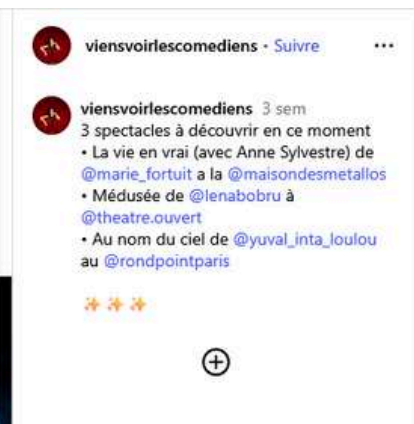 viensvoirlescomediens • Suivre
viensvoirlescomediens 3 sem
3 spectacles à découvrir en ce moment
• La vie en vrai (avec Anne Sylvestre) de
@marie_fortuit a la @maisondesmetallos
• Médusée de @lenabobru à
@theatre.ouvert
• Au nom du ciel de @yuval_inta_loulou
au @rondpointparis
✨✨✨